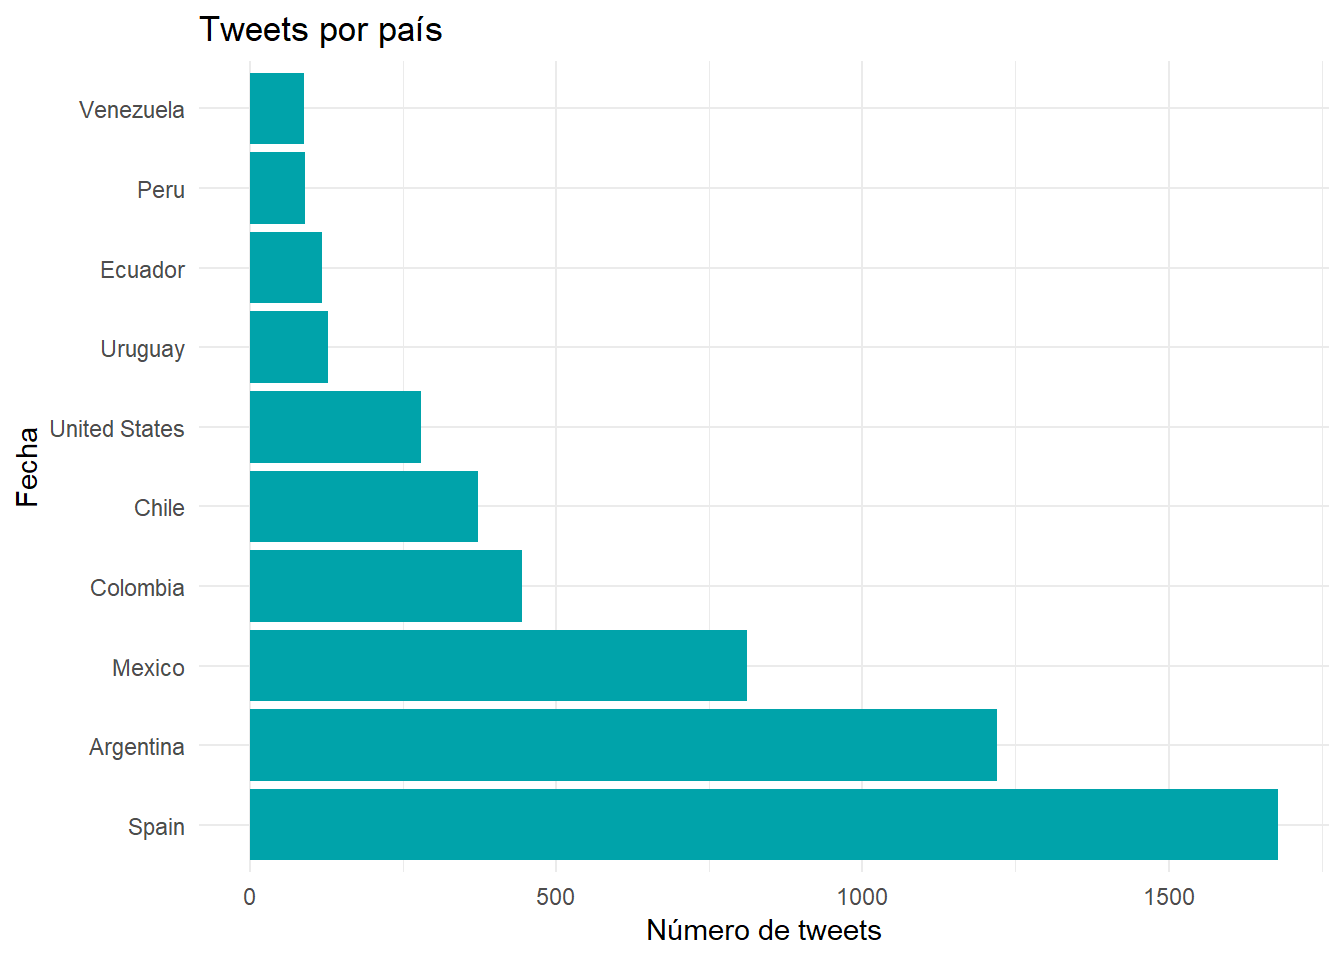 Tweets por país
Venezuela
Peru
Ecuador
Uruguay
United States
Chile
Colombia
Mexico
Argentina
Spain
Fecha
0 500 1000 1500
Número de tweets